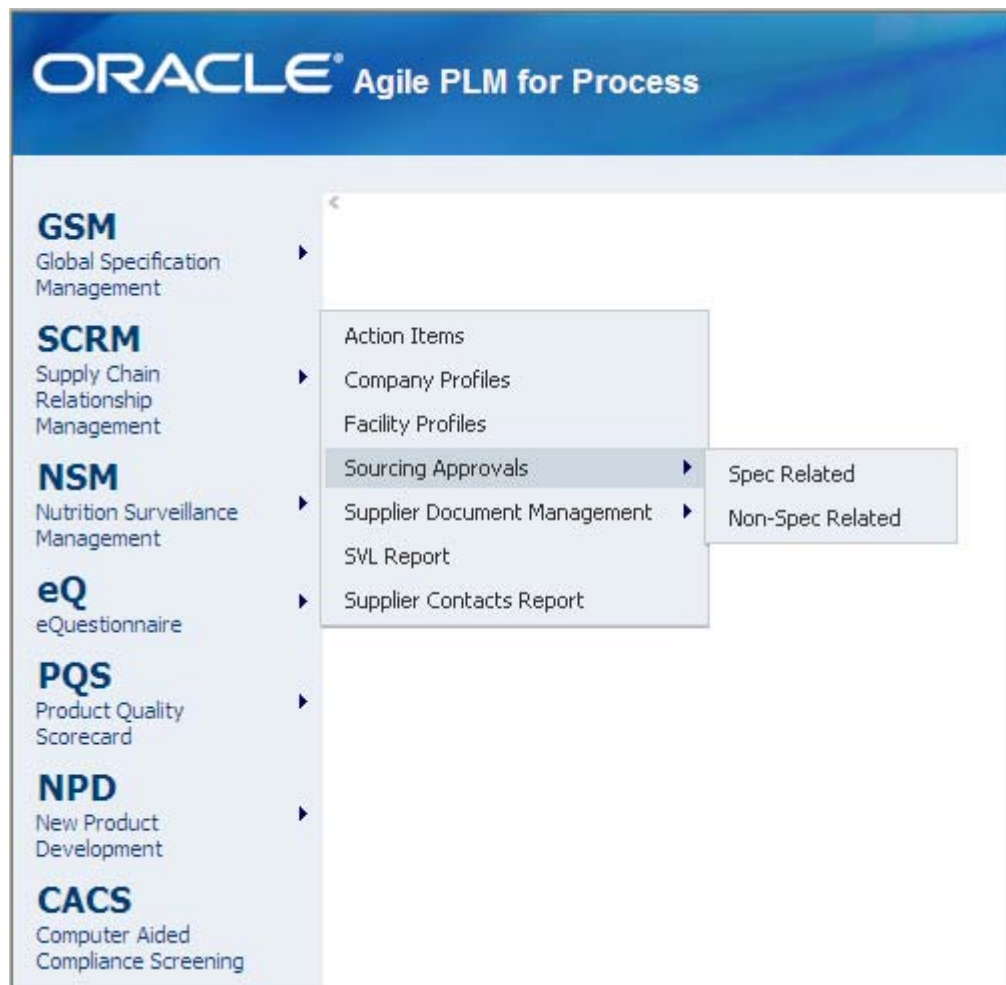 ORACLE® Agile PLM for Process
GSM
Global Specification
Management
SCRM
Supply Chain
Relationship
Management
NSM
Nutrition Surveillance
Management
eQ
eQuestionnaire
PQS
Product Quality
Scorecard
NPD
New Product
Development
CACS
Computer Aided
Compliance Screening
Action Items
Company Profiles
Facility Profiles
Sourcing Approvals
Supplier Document Management
SVL Report
Supplier Contacts Report
Spec Related
Non-Spec Related